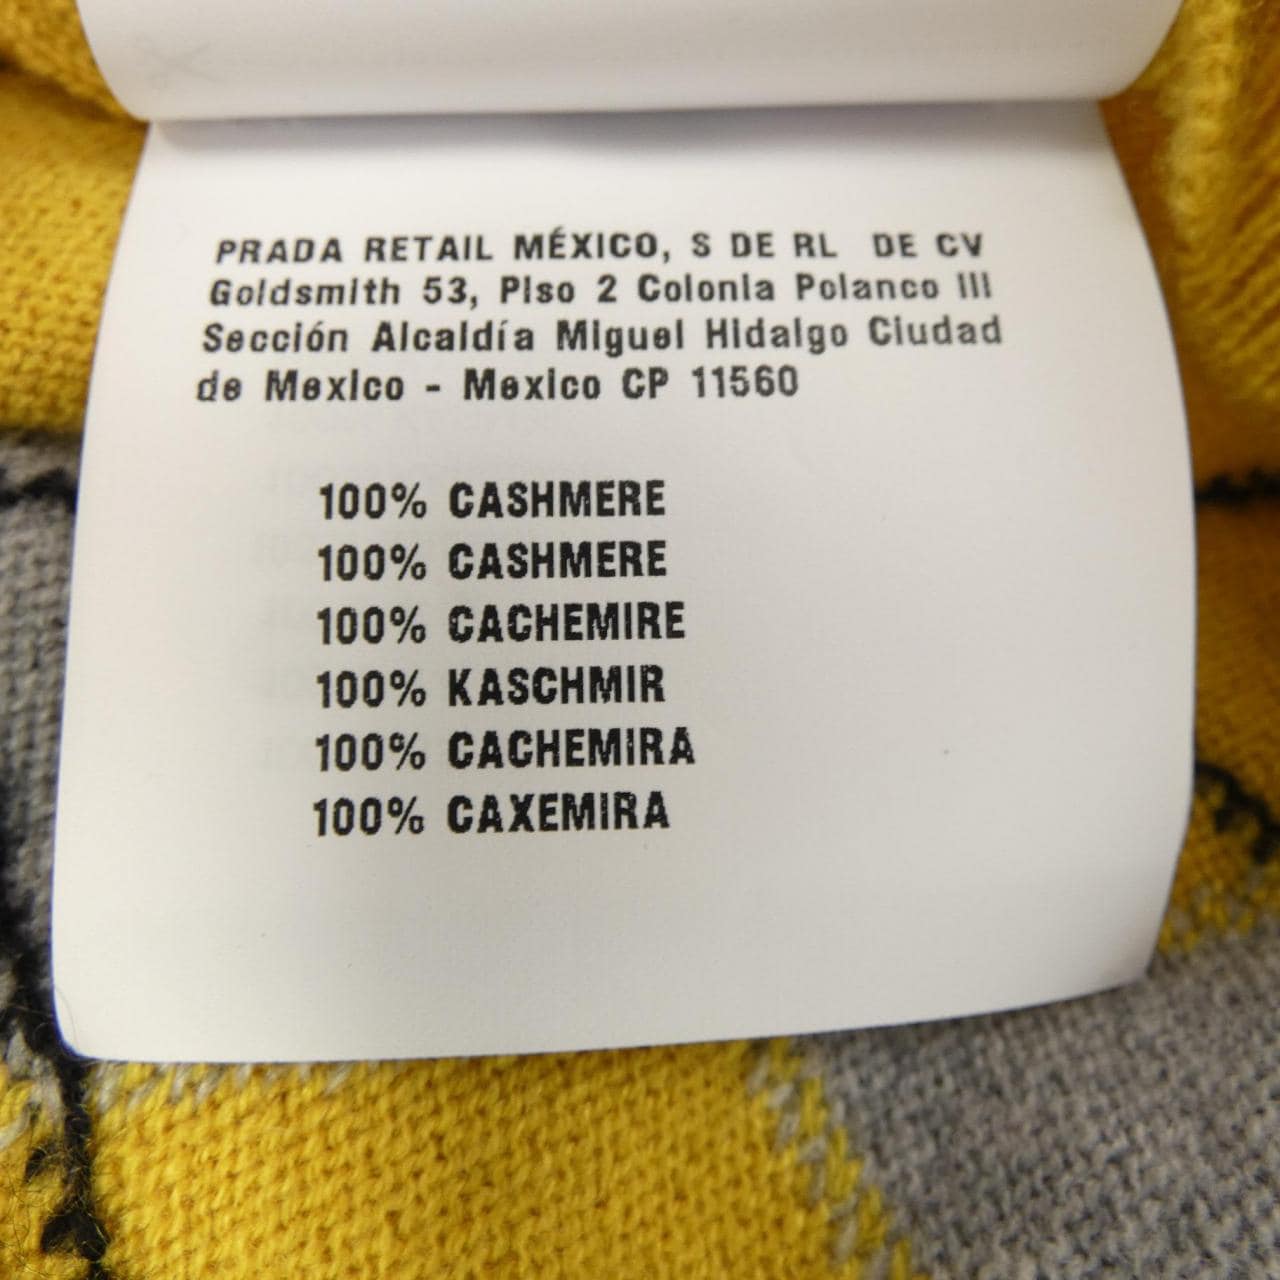 PRADA RETAIL MÉXICO, S DE RL DE CV
Goldsmith 53, Piso 2 Colonia Polanco III
Sección Alcaldía Miguel Hidalgo Ciudad
de Mexico - Mexico CP 11560
100% CASHMERE
100% CASHMERE
100% CACHEMIRE
100% KASCHMIR
100% CACHEMIRA
100% CAXEMIRA